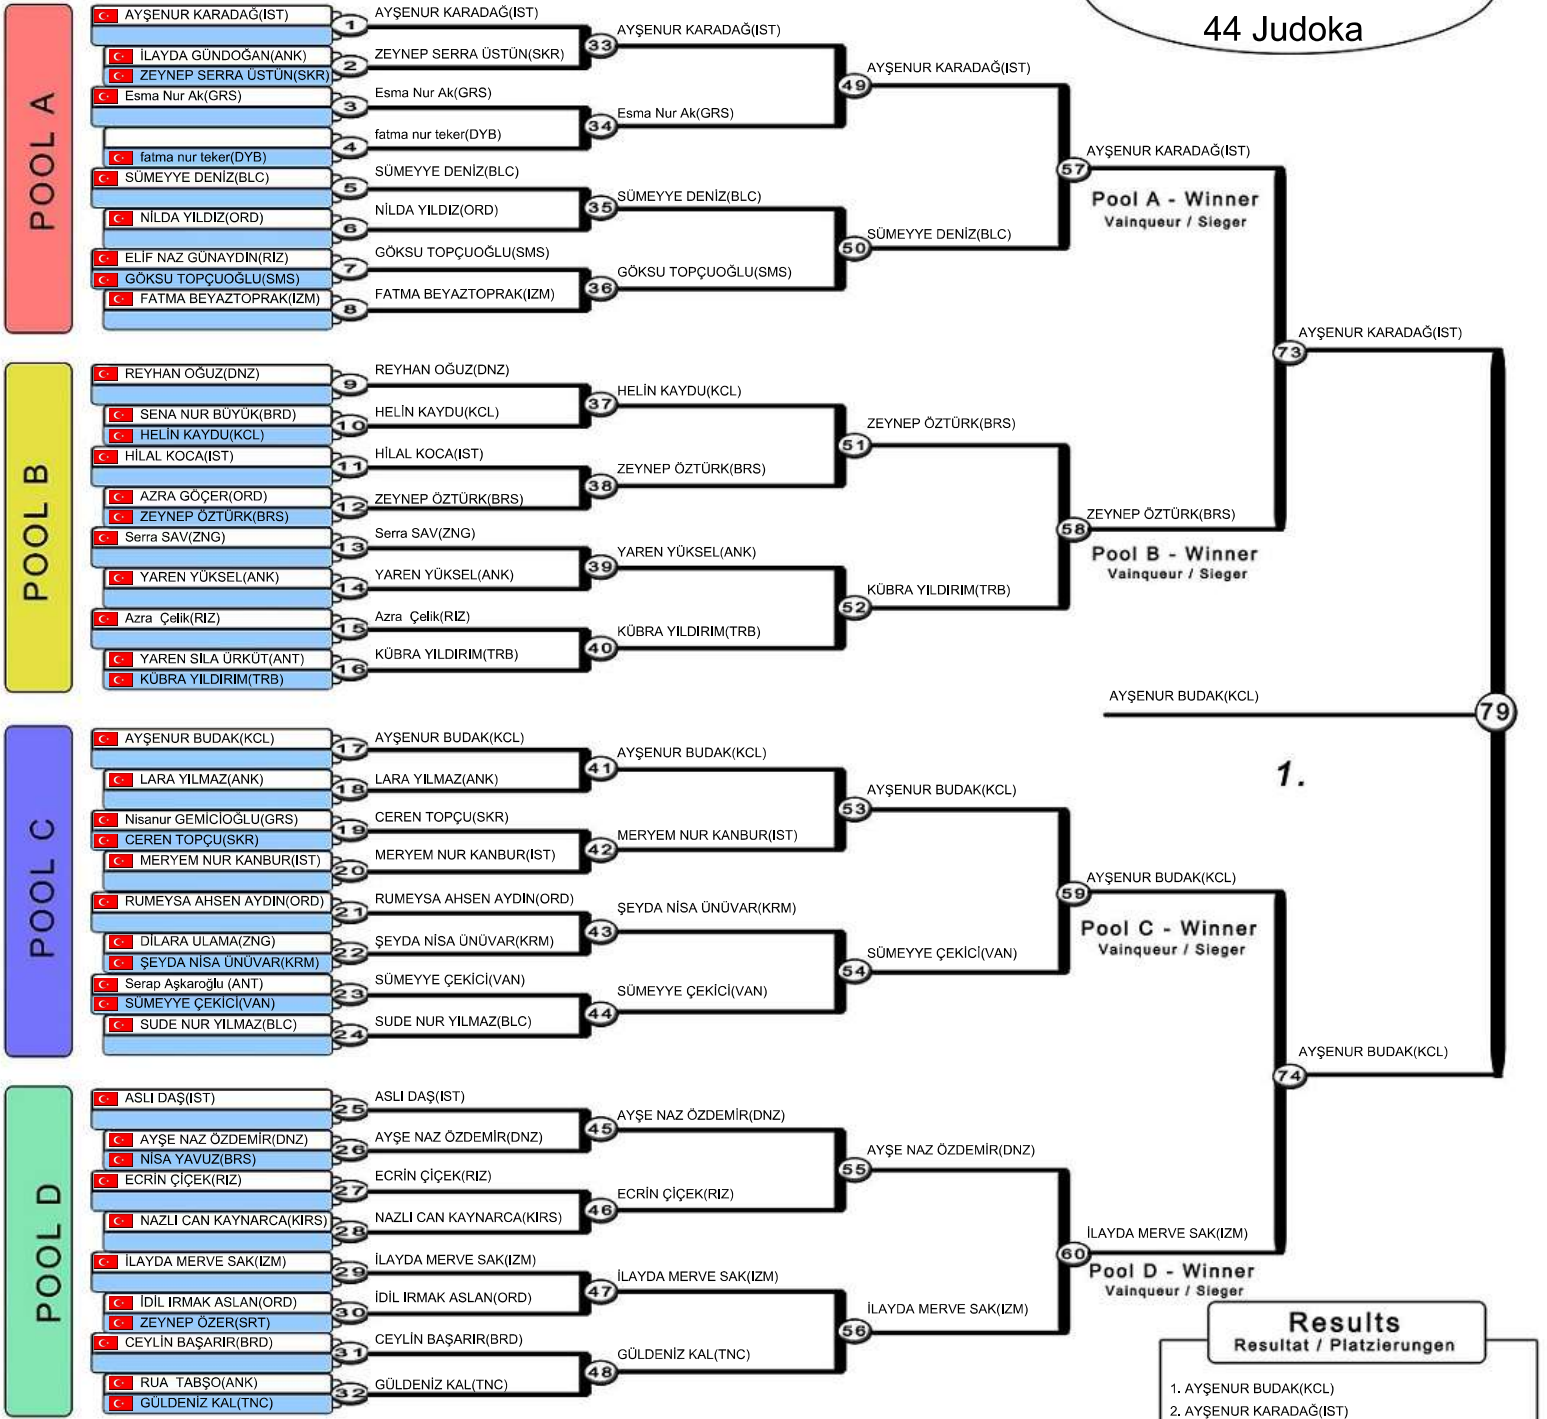 44 Judoka
POOL A
AYŞENUR KARADAĞ(IST)
İLAYDA GÜNDOĞAN(ANK)
ZEYNEP SERRA ÜSTÜN(SKR)
Esma Nur Ak(GRS)
fatma nur teker(DYB)
SÜMEYYE DENİZ(BLC)
NİLDA YILDIZ(ORD)
ELİF NAZ GÜNAYDIN(RIZ)
GÖKSU TOPÇUOĞLU(SMS)
FATMA BEYAZTOPRAK(IZM)
1
2
3
4
5
6
7
8
AYŞENUR KARADAĞ(IST)
ZEYNEP SERRA ÜSTÜN(SKR)
Esma Nur Ak(GRS)
fatma nur teker(DYB)
SÜMEYYE DENİZ(BLC)
NİLDA YILDIZ(ORD)
GÖKSU TOPÇUOĞLU(SMS)
FATMA BEYAZTOPRAK(IZM)
33
34
35
36
AYŞENUR KARADAĞ(IST)
Esma Nur Ak(GRS)
SÜMEYYE DENİZ(BLC)
GÖKSU TOPÇUOĞLU(SMS)
49
50
AYŞENUR KARADAĞ(IST)
SÜMEYYE DENİZ(BLC)
57
AYŞENUR KARADAĞ(IST)
Pool A - Winner
Vainqueur / Sieger
POOL B
REYHAN OĞUZ(DNZ)
SENA NUR BÜYÜK(BRD)
HELİN KAYDU(KCL)
HİLAL KOCA(IST)
AZRA GÖÇER(ORD)
ZEYNEP ÖZTÜRK(BRS)
Serra SAV(ZNG)
YAREN YÜKSEL(ANK)
Azra  Çelik(RIZ)
YAREN SILA ÜRKÜT(ANT)
KÜBRA YILDIRIM(TRB)
9
10
11
12
13
14
15
16
REYHAN OĞUZ(DNZ)
HELİN KAYDU(KCL)
HİLAL KOCA(IST)
ZEYNEP ÖZTÜRK(BRS)
Serra SAV(ZNG)
YAREN YÜKSEL(ANK)
Azra  Çelik(RIZ)
KÜBRA YILDIRIM(TRB)
37
38
39
40
HELİN KAYDU(KCL)
ZEYNEP ÖZTÜRK(BRS)
YAREN YÜKSEL(ANK)
KÜBRA YILDIRIM(TRB)
51
52
ZEYNEP ÖZTÜRK(BRS)
KÜBRA YILDIRIM(TRB)
58
ZEYNEP ÖZTÜRK(BRS)
Pool B - Winner
Vainqueur / Sieger
73
AYŞENUR KARADAĞ(IST)
AYŞENUR BUDAK(KCL)
79
1.
POOL C
AYŞENUR BUDAK(KCL)
LARA YILMAZ(ANK)
Nisanur GEMİCİOĞLU(GRS)
CEREN TOPÇU(SKR)
MERYEM NUR KANBUR(IST)
RUMEYSA AHSEN AYDIN(ORD)
DİLARA ULAMA(ZNG)
ŞEYDA NİSA ÜNÜVAR(KRM)
Serap Aşkaroğlu (ANT)
SÜMEYYE ÇEKİCİ(VAN)
SUDE NUR YILMAZ(BLC)
17
18
19
20
21
22
23
24
AYŞENUR BUDAK(KCL)
LARA YILMAZ(ANK)
CEREN TOPÇU(SKR)
MERYEM NUR KANBUR(IST)
RUMEYSA AHSEN AYDIN(ORD)
ŞEYDA NİSA ÜNÜVAR(KRM)
SÜMEYYE ÇEKİCİ(VAN)
SUDE NUR YILMAZ(BLC)
41
42
43
44
AYŞENUR BUDAK(KCL)
MERYEM NUR KANBUR(IST)
ŞEYDA NİSA ÜNÜVAR(KRM)
SÜMEYYE ÇEKİCİ(VAN)
53
54
AYŞENUR BUDAK(KCL)
SÜMEYYE ÇEKİCİ(VAN)
59
AYŞENUR BUDAK(KCL)
Pool C - Winner
Vainqueur / Sieger
74
AYŞENUR BUDAK(KCL)
POOL D
ASLI DAŞ(IST)
AYŞE NAZ ÖZDEMİR(DNZ)
NİSA YAVUZ(BRS)
ECRİN ÇİÇEK(RIZ)
NAZLI CAN KAYNARCA(KIRS)
İLAYDA MERVE SAK(IZM)
İDİL IRMAK ASLAN(ORD)
ZEYNEP ÖZER(SRT)
CEYLİN BAŞARIR(BRD)
RUA  TABŞO(ANK)
GÜLDENİZ KAL(TNC)
25
26
27
28
29
30
31
32
ASLI DAŞ(IST)
AYŞE NAZ ÖZDEMİR(DNZ)
ECRİN ÇİÇEK(RIZ)
NAZLI CAN KAYNARCA(KIRS)
İLAYDA MERVE SAK(IZM)
İDİL IRMAK ASLAN(ORD)
CEYLİN BAŞARIR(BRD)
GÜLDENİZ KAL(TNC)
45
46
47
48
AYŞE NAZ ÖZDEMİR(DNZ)
ECRİN ÇİÇEK(RIZ)
İLAYDA MERVE SAK(IZM)
GÜLDENİZ KAL(TNC)
55
56
AYŞE NAZ ÖZDEMİR(DNZ)
İLAYDA MERVE SAK(IZM)
60
İLAYDA MERVE SAK(IZM)
Pool D - Winner
Vainqueur / Sieger
Results
Resultat / Platzierungen
1. AYŞENUR BUDAK(KCL)
2. AYŞENUR KARADAĞ(IST)